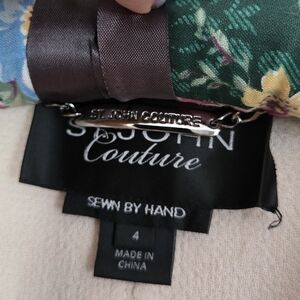 ST. JOHN COUTURE
ST. JOHN
Couture
SEWN BY HAND
4
MADE IN
CHINA